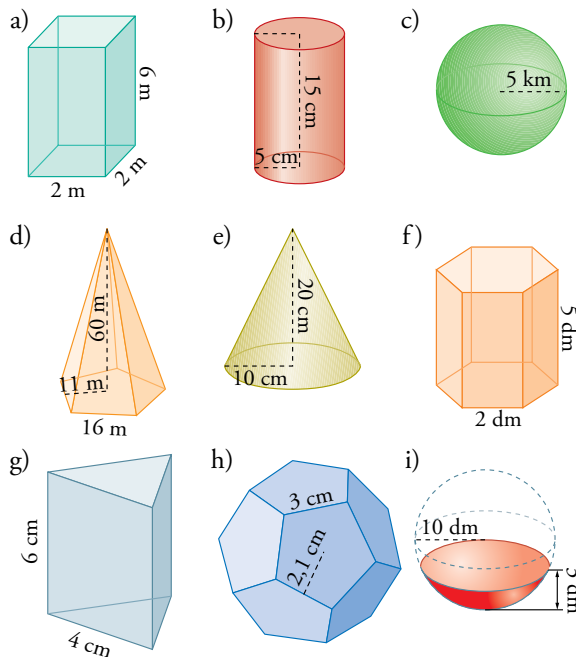 a)
6 m
2 m
2 m
b)
15 cm
5 cm
c)
5 km
d)
60 m
11 m
16 m
e)
20 cm
10 cm
f)
5 dm
2 dm
g)
6 cm
4 cm
h)
3 cm
2,1 cm
i)
10 dm
5 dm